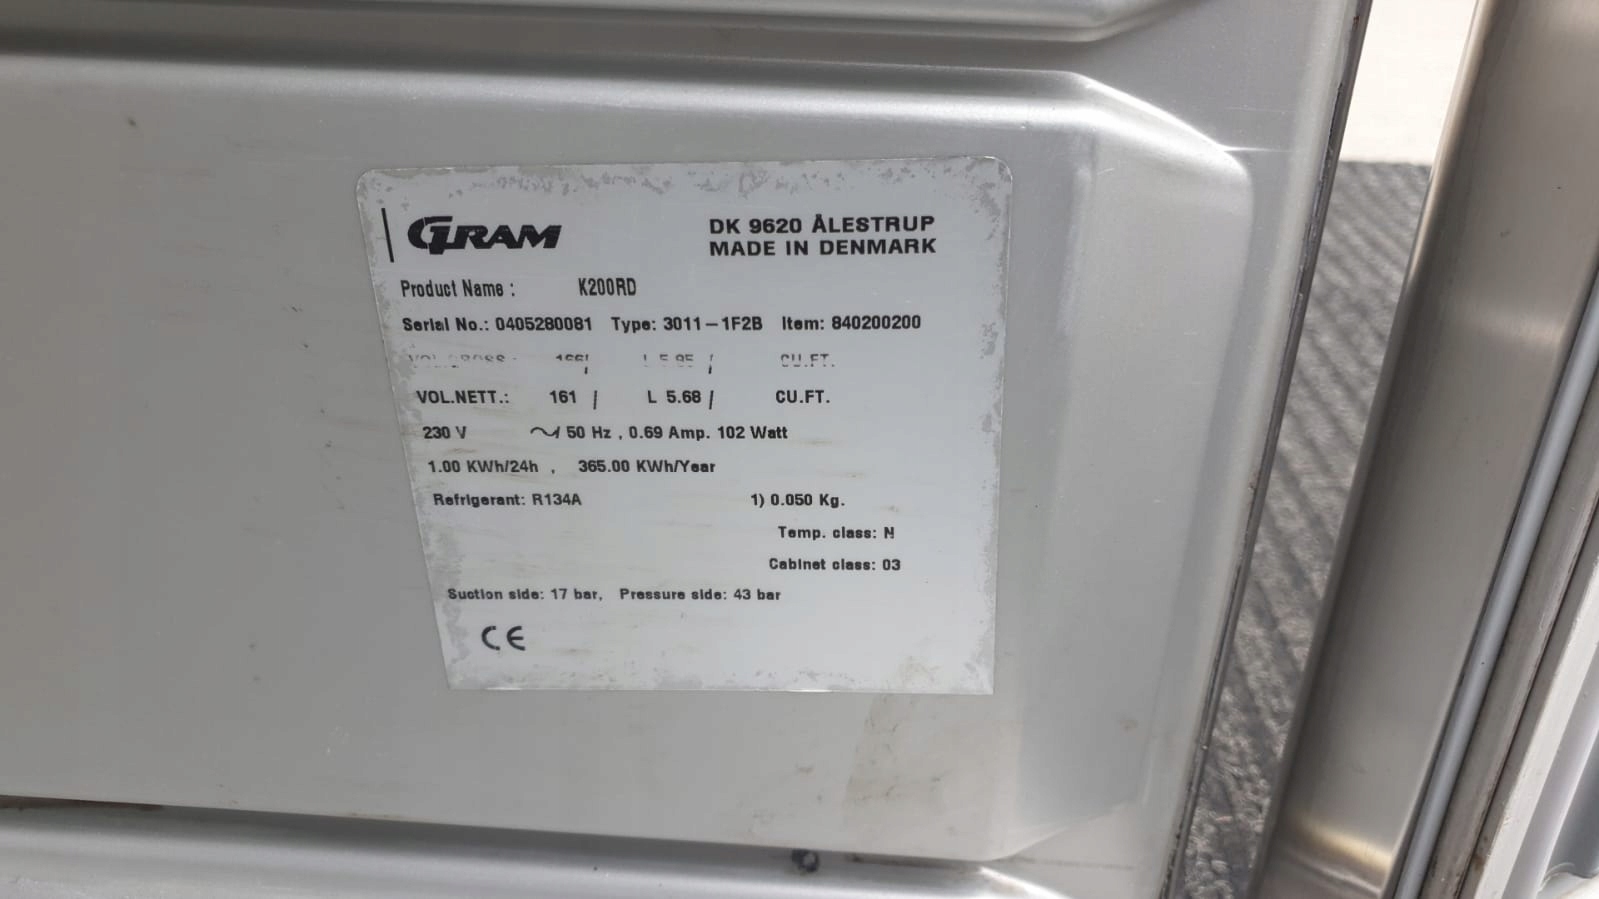 GRAM
DK 9620 ÅLESTRUP
MADE IN DENMARK
Product Name : K200RD
Serial No.: 0405280081 Type: 3011-1F2B Item: 840200200
CU.FT.
VOL.NETT.: 161 / L 5.68 / CU.FT.
230 V ~ 50 Hz , 0.69 Amp. 102 Watt
1.00 KWh/24h , 365.00 KWh/Year
Refrigerant: R134A 1) 0.050 Kg.
Temp. class: N
Cabinet class: 03
Suction side: 17 bar, Pressure side: 43 bar
CE